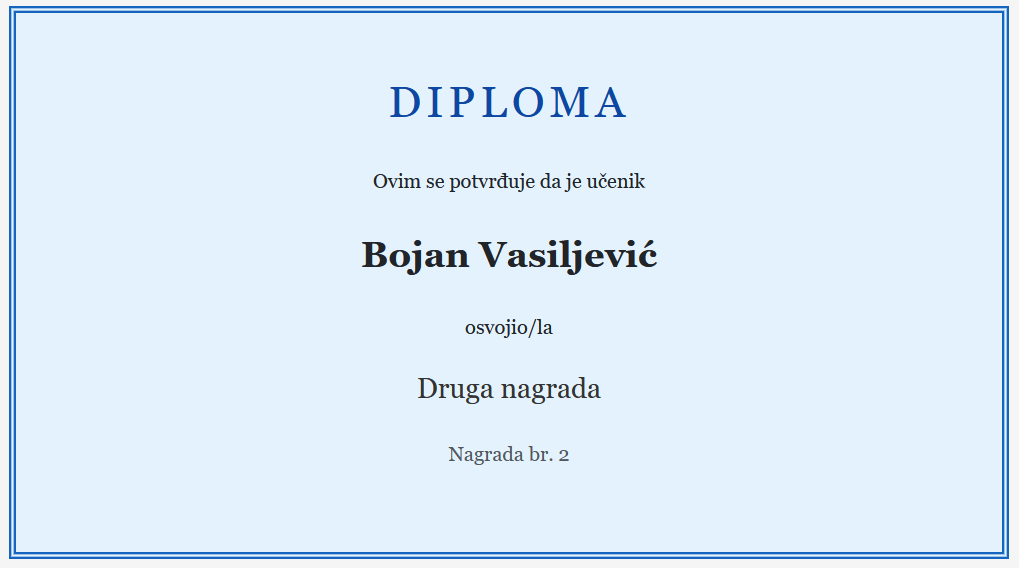 DIPLOMA
Ovim se potvrđuje da je učenik
Bojan Vasiljević
osvojio/la
Druga nagrada
Nagrada br. 2